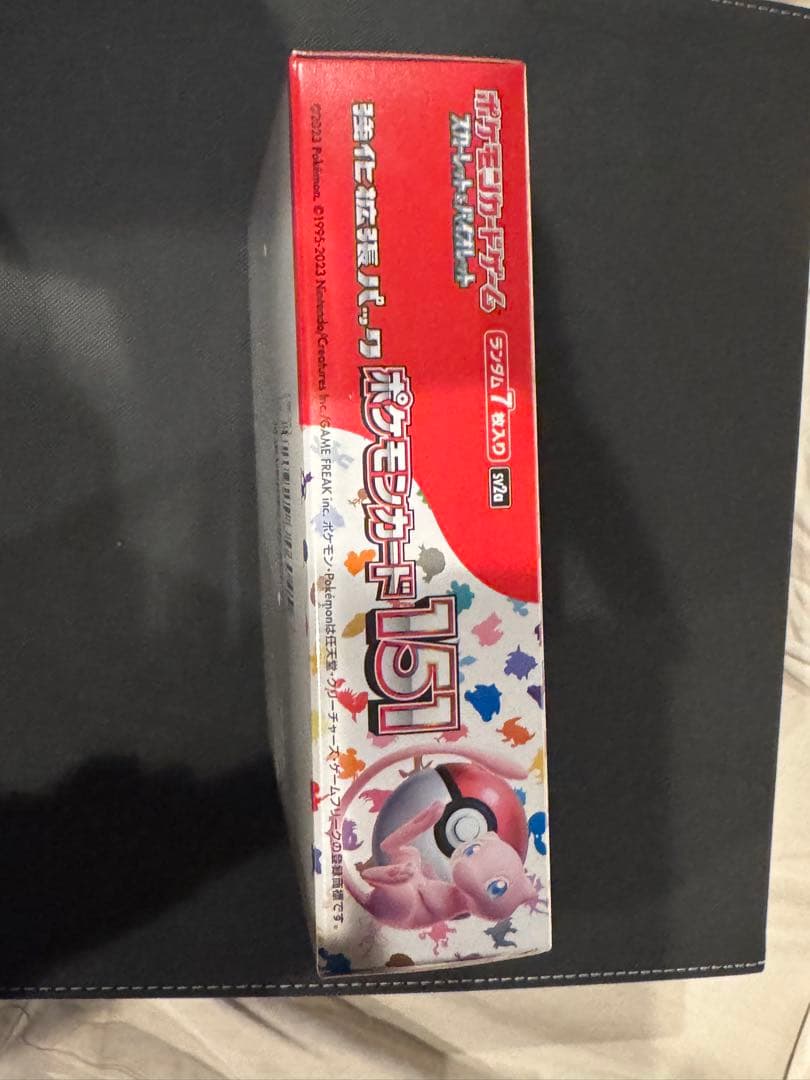 ポケモンカードゲーム
スカーレット&バイオレット
ランダム7枚入り
sv2a
強化拡張パック
ポケモンカード151
©2023 Pokémon. ©1995-2023 Nintendo/Creatures Inc./GAME FREAK inc. ポケモン・Pokémonは任天堂・クリーチャーズ・ゲームフリークの登録商標です。